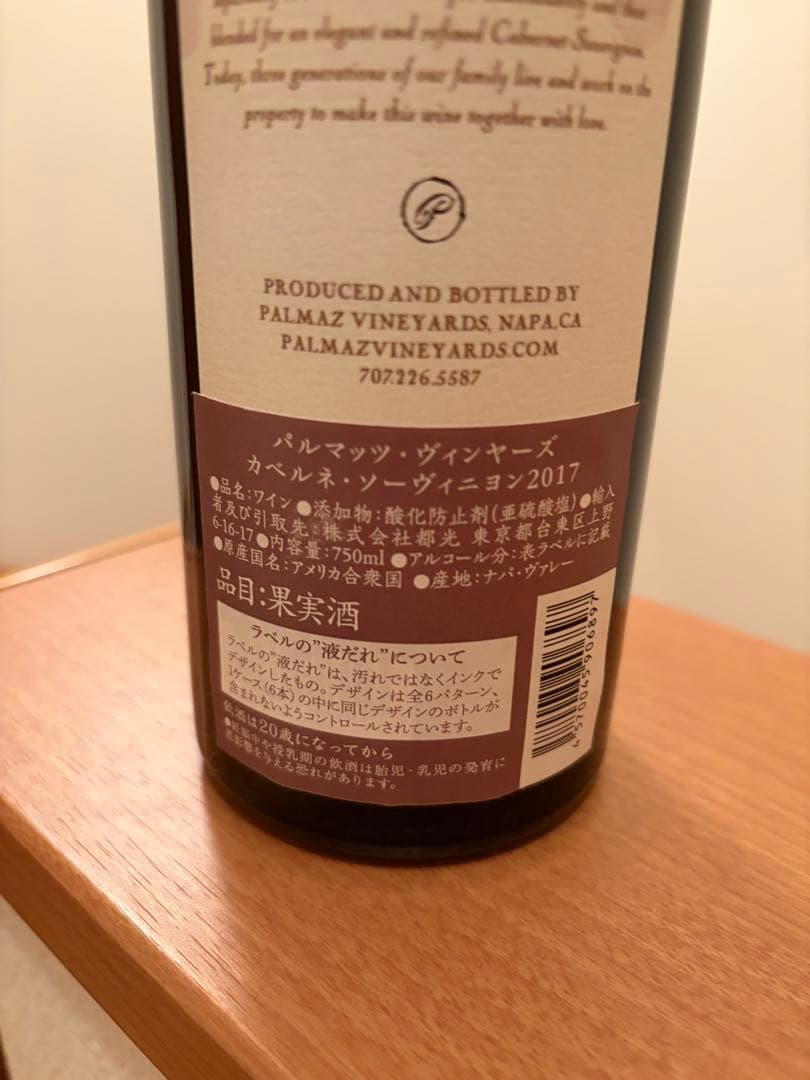 blended for an elegant and refined Cabernet Sauvignon.
Today, three generations of our family live and work on the
property to make this wine together with love.
P
PRODUCED AND BOTTLED BY
PALMAZ VINEYARDS, NAPA, CA
PALMAZVINEYARDS.COM
707.226.5587
パルマッツ・ヴィンヤーズ
カベルネ・ソーヴィニヨン2017
●品名:ワイン ●添加物:酸化防止剤(亜硫酸塩) ●輸入
者及び引取先:株式会社都光 東京都台東区上野
6-16-17 ●内容量:750ml ●アルコール分:表ラベルに記載
●原産国名:アメリカ合衆国 ●産地:ナパ・ヴァレー
品目:果実酒
ラベルの"液だれ"について
ラベルの"液だれ"は、汚れではなくインクで
デザインしたもの。デザインは全6パターン、
1ケース(6本)の中に同じデザインのボトルが
含まれないようコントロールされています。
飲酒は20歳になってから
●妊娠中や授乳期の飲酒は胎児・乳児の発育に
悪影響を与える恐れがあります。
4570045906897